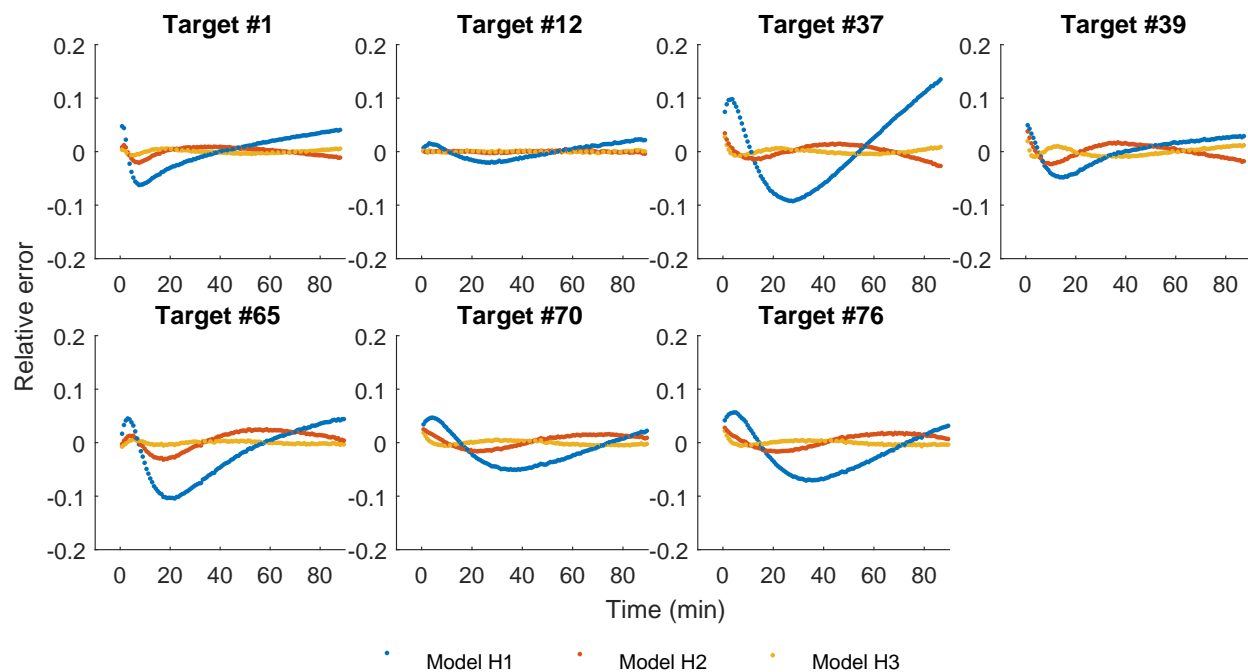 Target #1 Target #12 Target #37 Target #39
0.2 0.2 0.2 0.2
0.1 0.1 0.1 0.1
0 0 0 0
-0.1 -0.1 -0.1 -0.1
-0.2 -0.2 -0.2 -0.2
0 20 40 60 80 0 20 40 60 80 0 20 40 60 80 0 20 40 60 80
Relative error
Target #65 Target #70 Target #76
0.2 0.2 0.2
0.1 0.1 0.1
0 0 0
-0.1 -0.1 -0.1
-0.2 -0.2 -0.2
0 20 40 60 80 0 20 40 60 80 0 20 40 60 80
Time (min)
Model H1 Model H2 Model H3